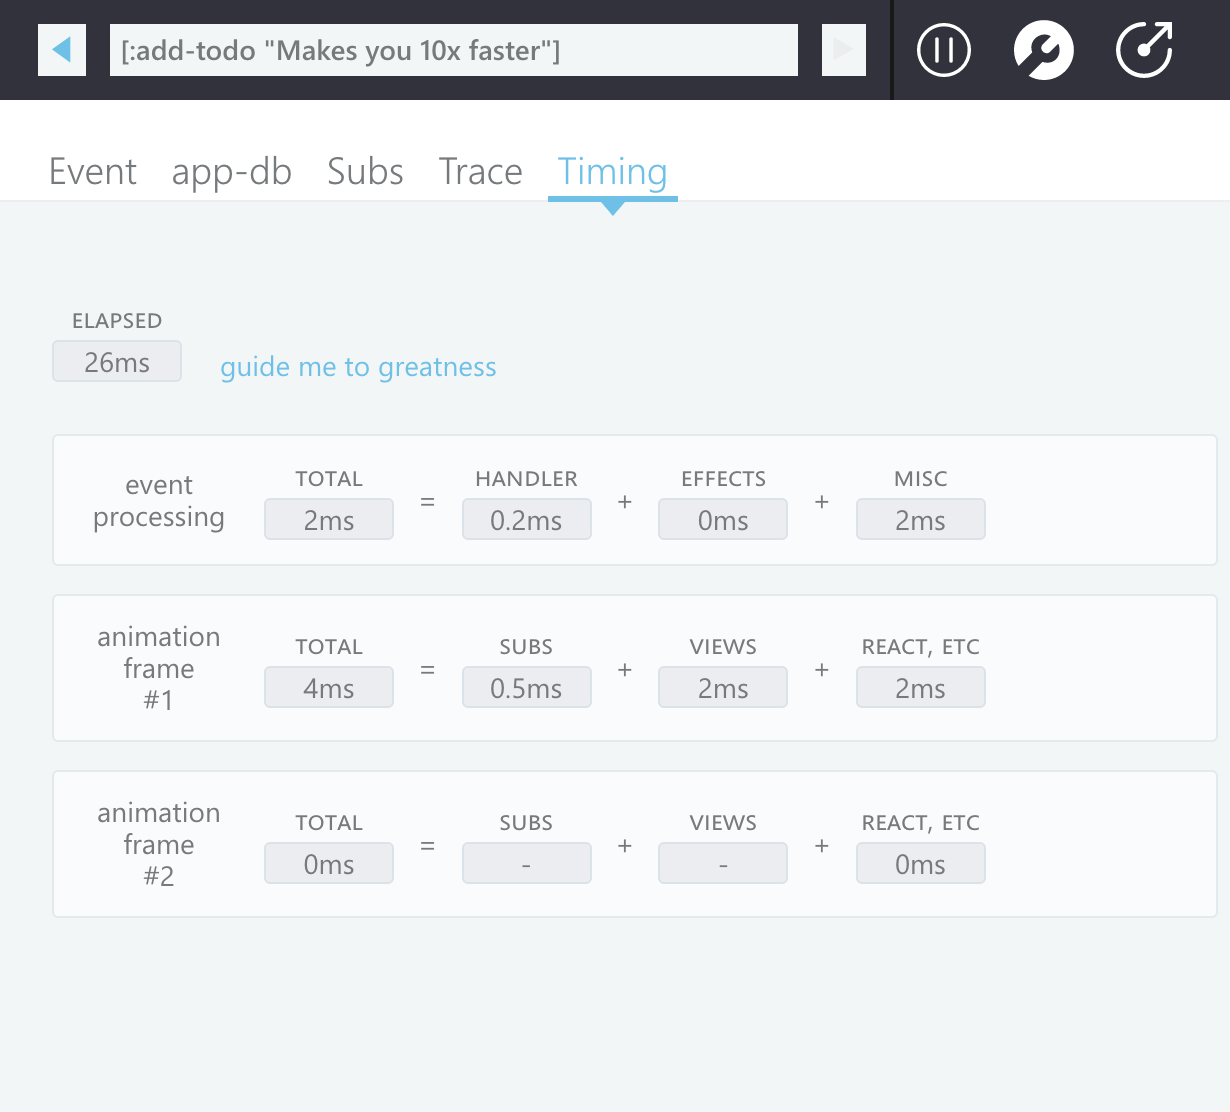 [:add-todo "Makes you 10x faster"]
Event app-db Subs Trace Timing
ELAPSED
26ms guide me to greatness
event
processing
TOTAL HANDLER EFFECTS MISC
2ms = 0.2ms + 0ms + 2ms
animation
frame
#1
TOTAL SUBS VIEWS REACT, ETC
4ms = 0.5ms + 2ms + 2ms
animation
frame
#2
TOTAL SUBS VIEWS REACT, ETC
0ms = - + - + 0ms